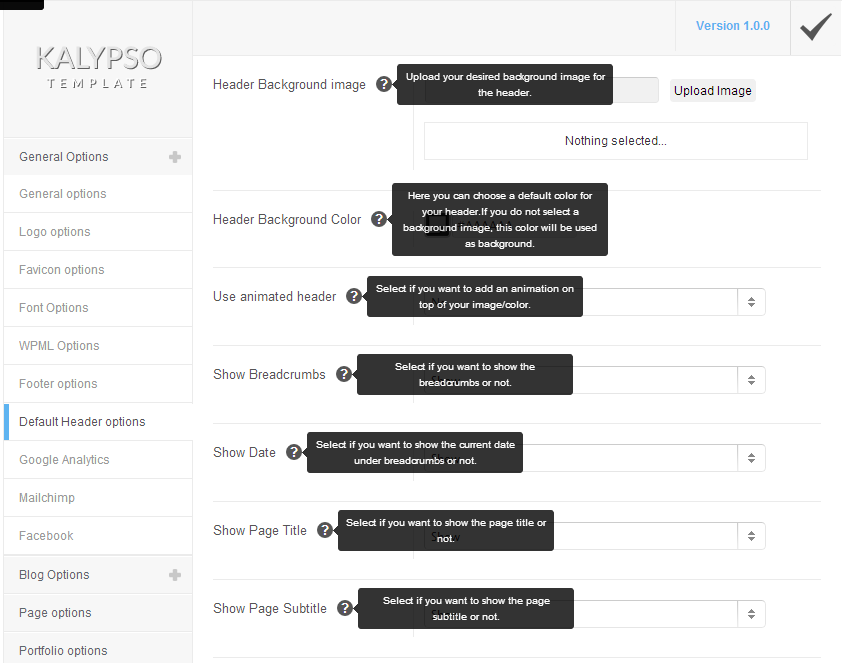 KALYPSO
TEMPLATE
Version 1.0.0
General Options
General options
Logo options
Favicon options
Font Options
WPML Options
Footer options
Default Header options
Google Analytics
Mailchimp
Facebook
Blog Options
Page options
Portfolio options
Header Background image
?
Upload your desired background image for
the header.
Upload Image
Nothing selected...
Header Background Color
?
Here you can choose a default color for
your header.If you do not select a
background image, this color will be used
as background.
Use animated header
?
Select if you want to add an animation on
top of your image/color.
Show Breadcrumbs
?
Select if you want to show the
breadcrumbs or not.
Show Date
?
Select if you want to show the current date
under breadcrumbs or not.
Show Page Title
?
Select if you want to show the page title or
not.
Show Page Subtitle
?
Select if you want to show the page
subtitle or not.